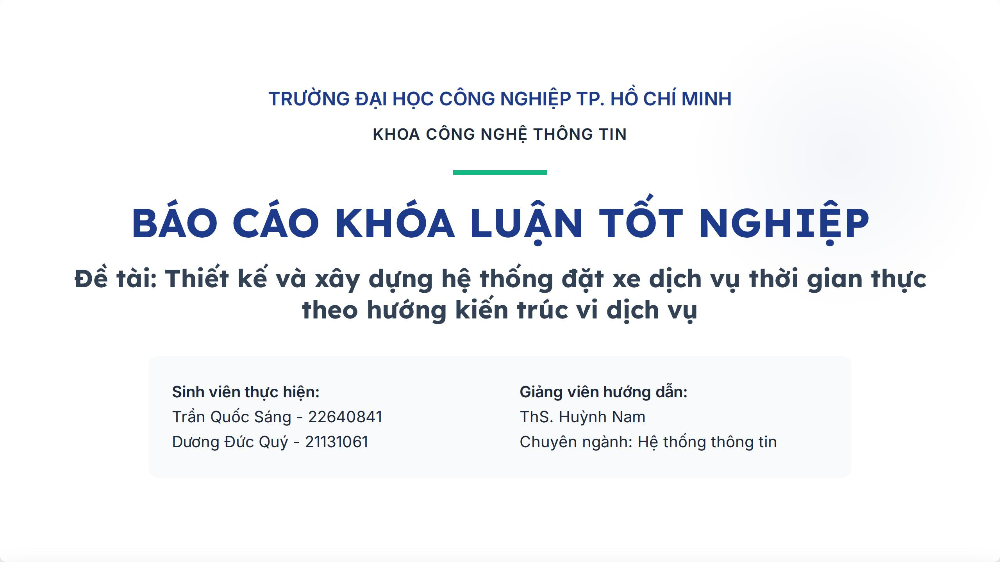 TRƯỜNG ĐẠI HỌC CÔNG NGHIỆP TP. HỒ CHÍ MINH
KHOA CÔNG NGHỆ THÔNG TIN
BÁO CÁO KHÓA LUẬN TỐT NGHIỆP
Đề tài: Thiết kế và xây dựng hệ thống đặt xe dịch vụ thời gian thực
theo hướng kiến trúc vi dịch vụ
Sinh viên thực hiện:
Trần Quốc Sáng - 22640841
Dương Đức Quý - 21131061
Giảng viên hướng dẫn:
ThS. Huỳnh Nam
Chuyên ngành: Hệ thống thông tin